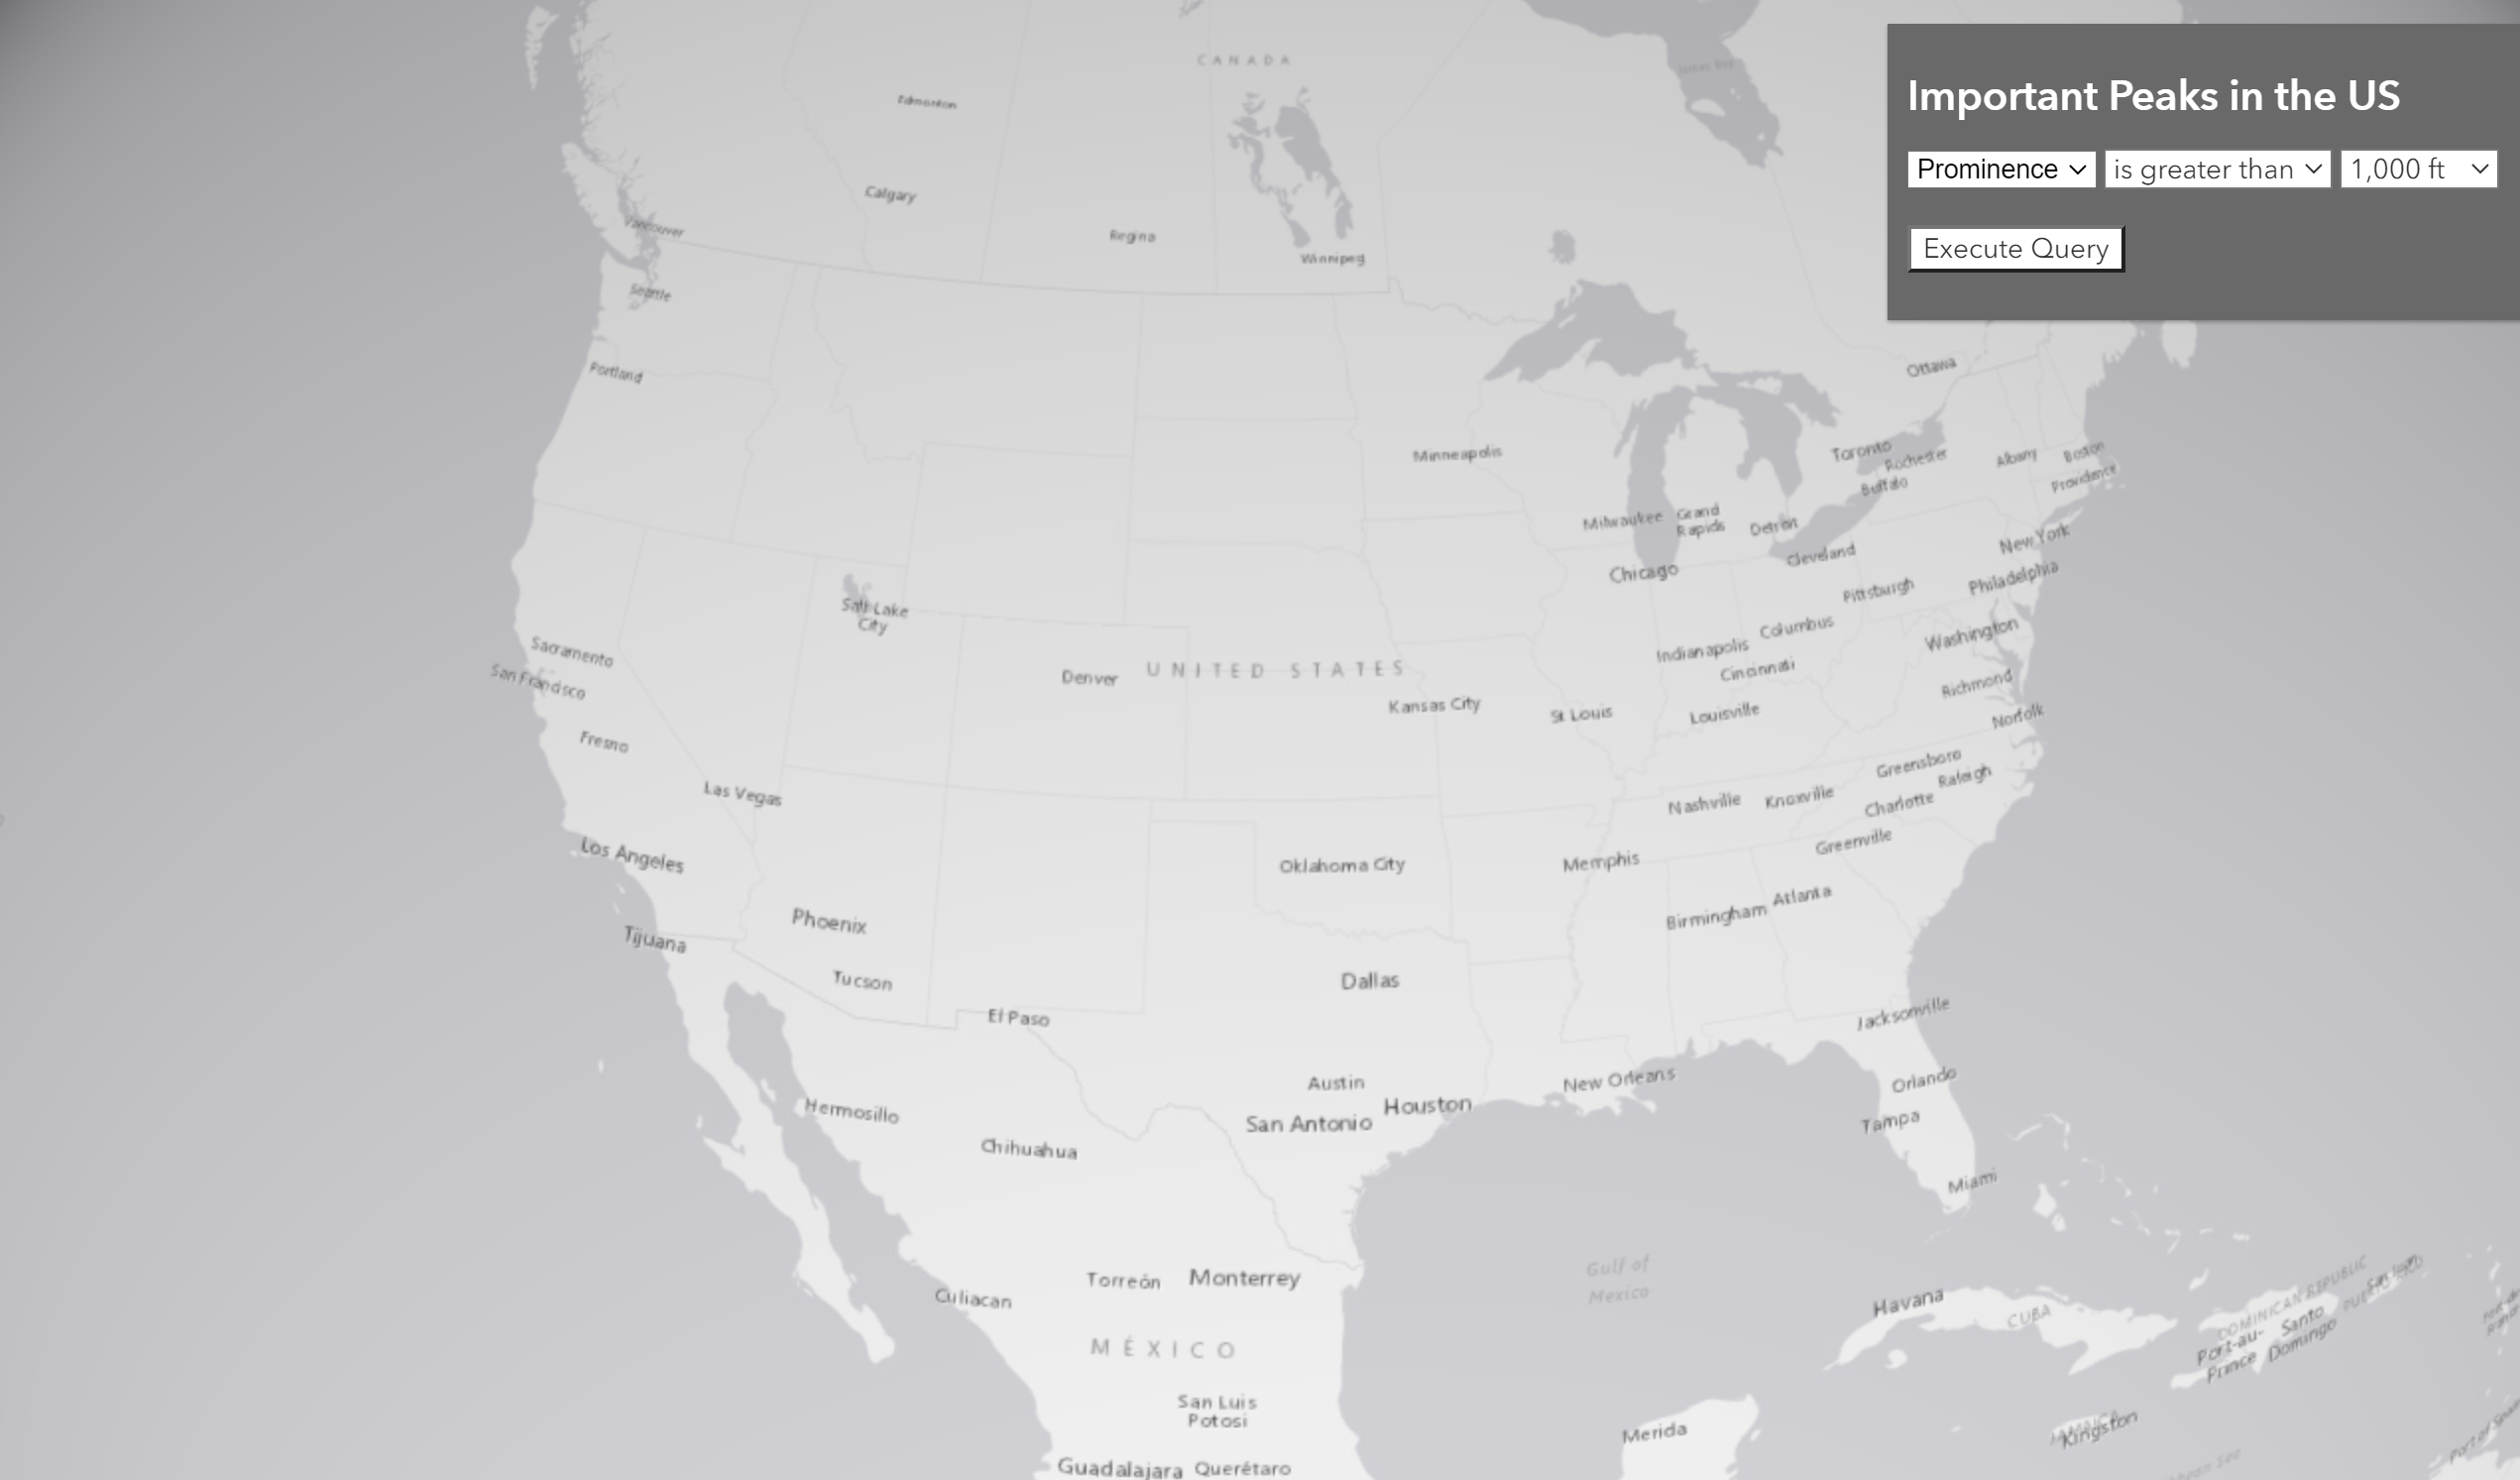 Important Peaks in the US
Prominence is greater than 1,000 ft
Execute Query
CANADA
James Bay
Edmonton
Calgary
Regina
Vancouver
Winnipeg
Seattle
Portland
Ottawa
Minneapolis
Toronto
Rochester
Albany
Boston
Buffalo
Providence
Milwaukee
Grand
Rapids
Detroit
New York
Cleveland
Chicago
Philadelphia
Pittsburgh
Salt Lake
City
Columbus
Washington
Sacramento
Indianapolis
Cincinnati
San Francisco
Denver
UNITED STATES
Richmond
Kansas City
St Louis
Louisville
Norfolk
Fresno
Greensboro
Raleigh
Las Vegas
Nashville
Knoxville
Charlotte
Los Angeles
Greenville
Oklahoma City
Memphis
Atlanta
Phoenix
Birmingham
Tijuana
Tucson
Dallas
El Paso
Jacksonville
Austin
New Orleans
Orlando
Hermosillo
Houston
San Antonio
Tampa
Chihuahua
Miami
Gulf of
Mexico
Torreón
Monterrey
Culiacan
Havana
CUBA
DOMINICAN REPUBLIC
San Juan
Port-au-
Prince
Santo
Domingo
MÉXICO
San Luis
Potosi
Merida
JAMAICA
Kingston
Guadalajara
Querétaro